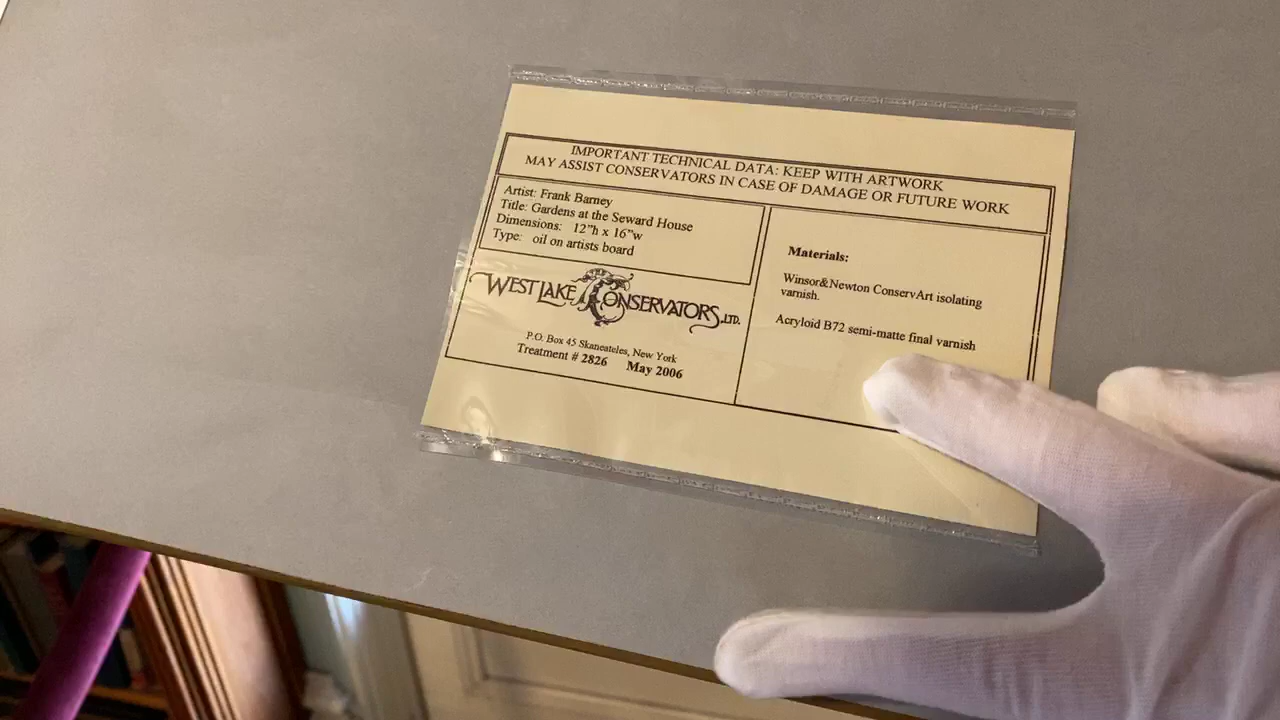 IMPORTANT TECHNICAL DATA: KEEP WITH ARTWORK
MAY ASSIST CONSERVATORS IN CASE OF DAMAGE OR FUTURE WORK
Artist: Frank Barney
Title: Gardens at the Seward House
Dimensions: 12"h x 16"w
Type: oil on artists board
WEST LAKE CONSERVATORS, LTD.
P.O. Box 45 Skaneateles, New York
Treatment # 2826 May 2006
Materials:
Winsor&Newton ConservArt isolating
varnish.
Acryloid B72 semi-matte final varnish